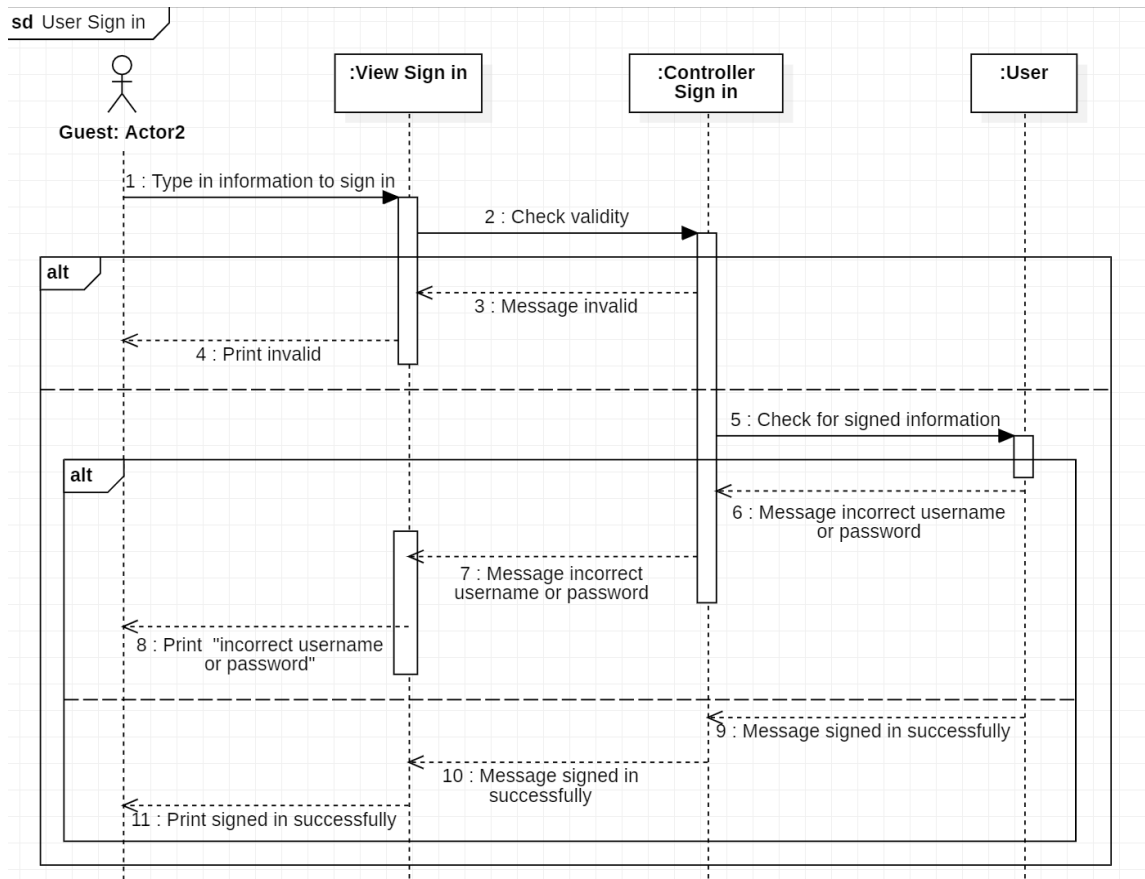 sd User Sign in
:View Sign in
:Controller
Sign in
:User
Guest: Actor2
1 : Type in information to sign in
2 : Check validity
alt
3 : Message invalid
4 : Print invalid
5 : Check for signed information
alt
6 : Message incorrect username
or password
7 : Message incorrect
username or password
8 : Print  "incorrect username
or password"
9 : Message signed in successfully
10 : Message signed in
successfully
11 : Print signed in successfully